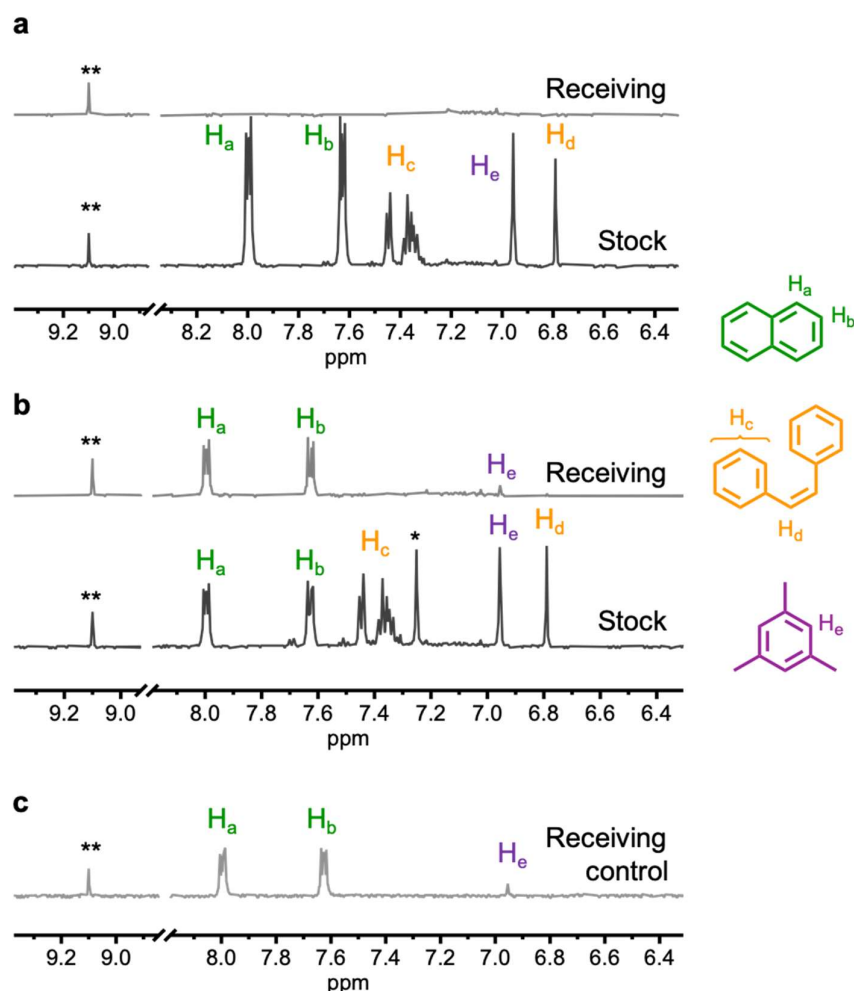 a
** Receiving
Ha Hb Hc He Hd
** Stock
9.2 9.0 8.2 8.0 7.8 7.6 7.4 7.2 7.0 6.8 6.6 6.4
ppm
Ha
Hb
b
** Ha Hb He Receiving
Hc
Hd
** Ha Hb Hc * He Hd Stock
He
9.2 9.0 8.0 7.8 7.6 7.4 7.2 7.0 6.8 6.6 6.4
ppm
c
** Ha Hb He Receiving
control
9.2 9.0 8.0 7.8 7.6 7.4 7.2 7.0 6.8 6.6 6.4
ppm